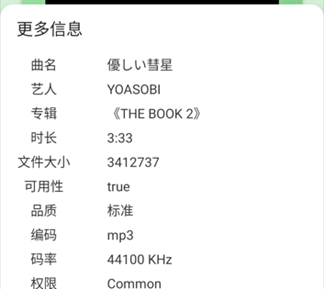 更多信息
曲名 優しい彗星
艺人 YOASOBI
专辑 《THE BOOK 2》
时长 3:33
文件大小 3412737
可用性 true
品质 标准
编码 mp3
码率 44100 KHz
权限 Common